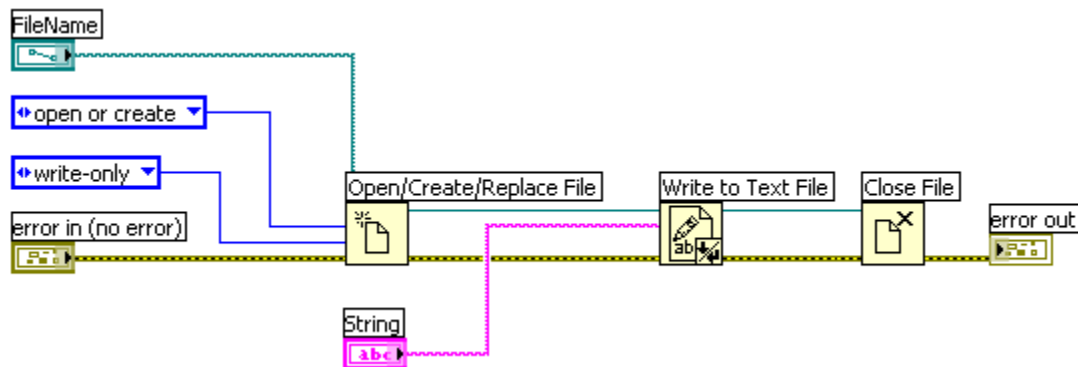 FileName
open or create
write-only
Open/Create/Replace File
Write to Text File
Close File
error in (no error)
error out
ab
String
abc